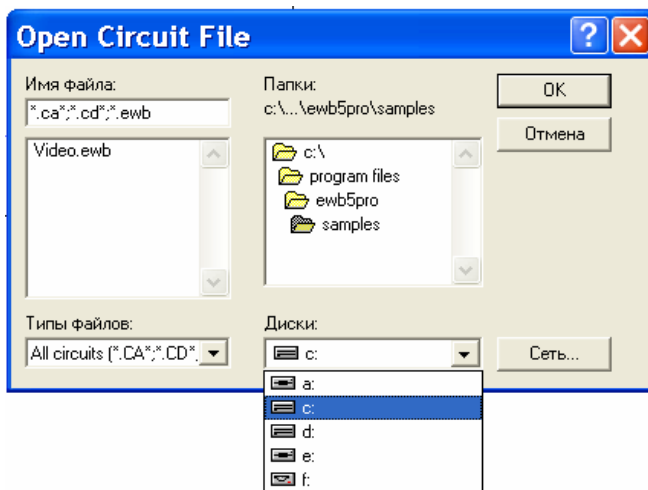 Open Circuit File
Имя файла:
*.ca*;*.cd*;*.ewb
Video.ewb
Типы файлов:
All circuits (*.CA*;*.CD*,
Папки:
c:\...\ewb5pro\samples
c:\
program files
ewb5pro
samples
Диски:
c:
a:
c:
d:
e:
f:
OK
Отмена
Сеть...